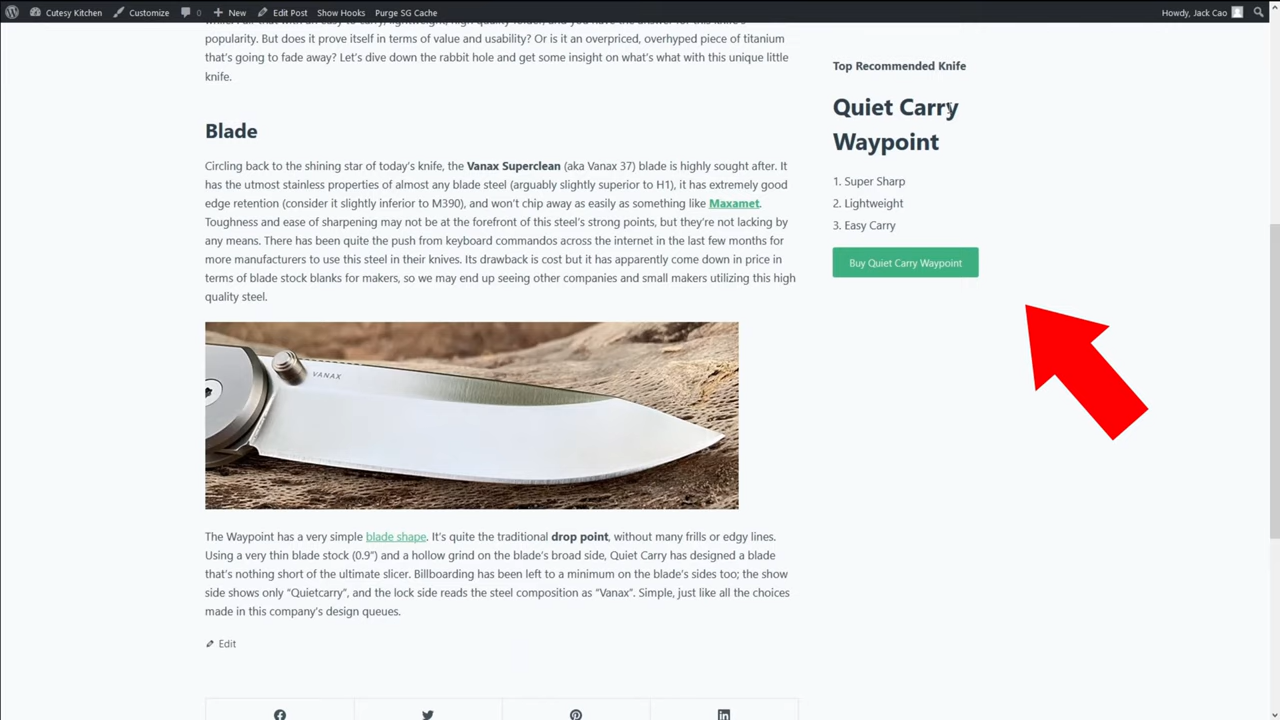 Cutesy Kitchen
Customize
0
New
Edit Post
Show Hooks
Purge SG Cache
Howdy, Jack Cao
popularity. But does it prove itself in terms of value and usability? Or is it an overpriced, overhyped piece of titanium
that's going to fade away? Let's dive down the rabbit hole and get some insight on what's what with this unique little
knife.
Blade
Circling back to the shining star of today's knife, the Vanax Superclean (aka Vanax 37) blade is highly sought after. It
has the utmost stainless properties of almost any blade steel (arguably slightly superior to H1), it has extremely good
edge retention (consider it slightly inferior to M390), and won't chip away as easily as something like Maxamet.
Toughness and ease of sharpening may not be at the forefront of this steel's strong points, but they're not lacking by
any means. There has been quite the push from keyboard commandos across the internet in the last few months for
more manufacturers to use this steel in their knives. Its drawback is cost but it has apparently come down in price in
terms of blade stock blanks for makers, so we may end up seeing other companies and small makers utilizing this high
quality steel.
VANAX
The Waypoint has a very simple blade shape. It's quite the traditional drop point, without many frills or edgy lines.
Using a very thin blade stock (0.9") and a hollow grind on the blade's broad side, Quiet Carry has designed a blade
that's nothing short of the ultimate slicer. Billboarding has been left to a minimum on the blade's sides too; the show
side shows only "Quietcarry", and the lock side reads the steel composition as "Vanax". Simple, just like all the choices
made in this company's design queues.
Edit
Top Recommended Knife
Quiet Carry
Waypoint
1. Super Sharp
2. Lightweight
3. Easy Carry
Buy Quiet Carry Waypoint